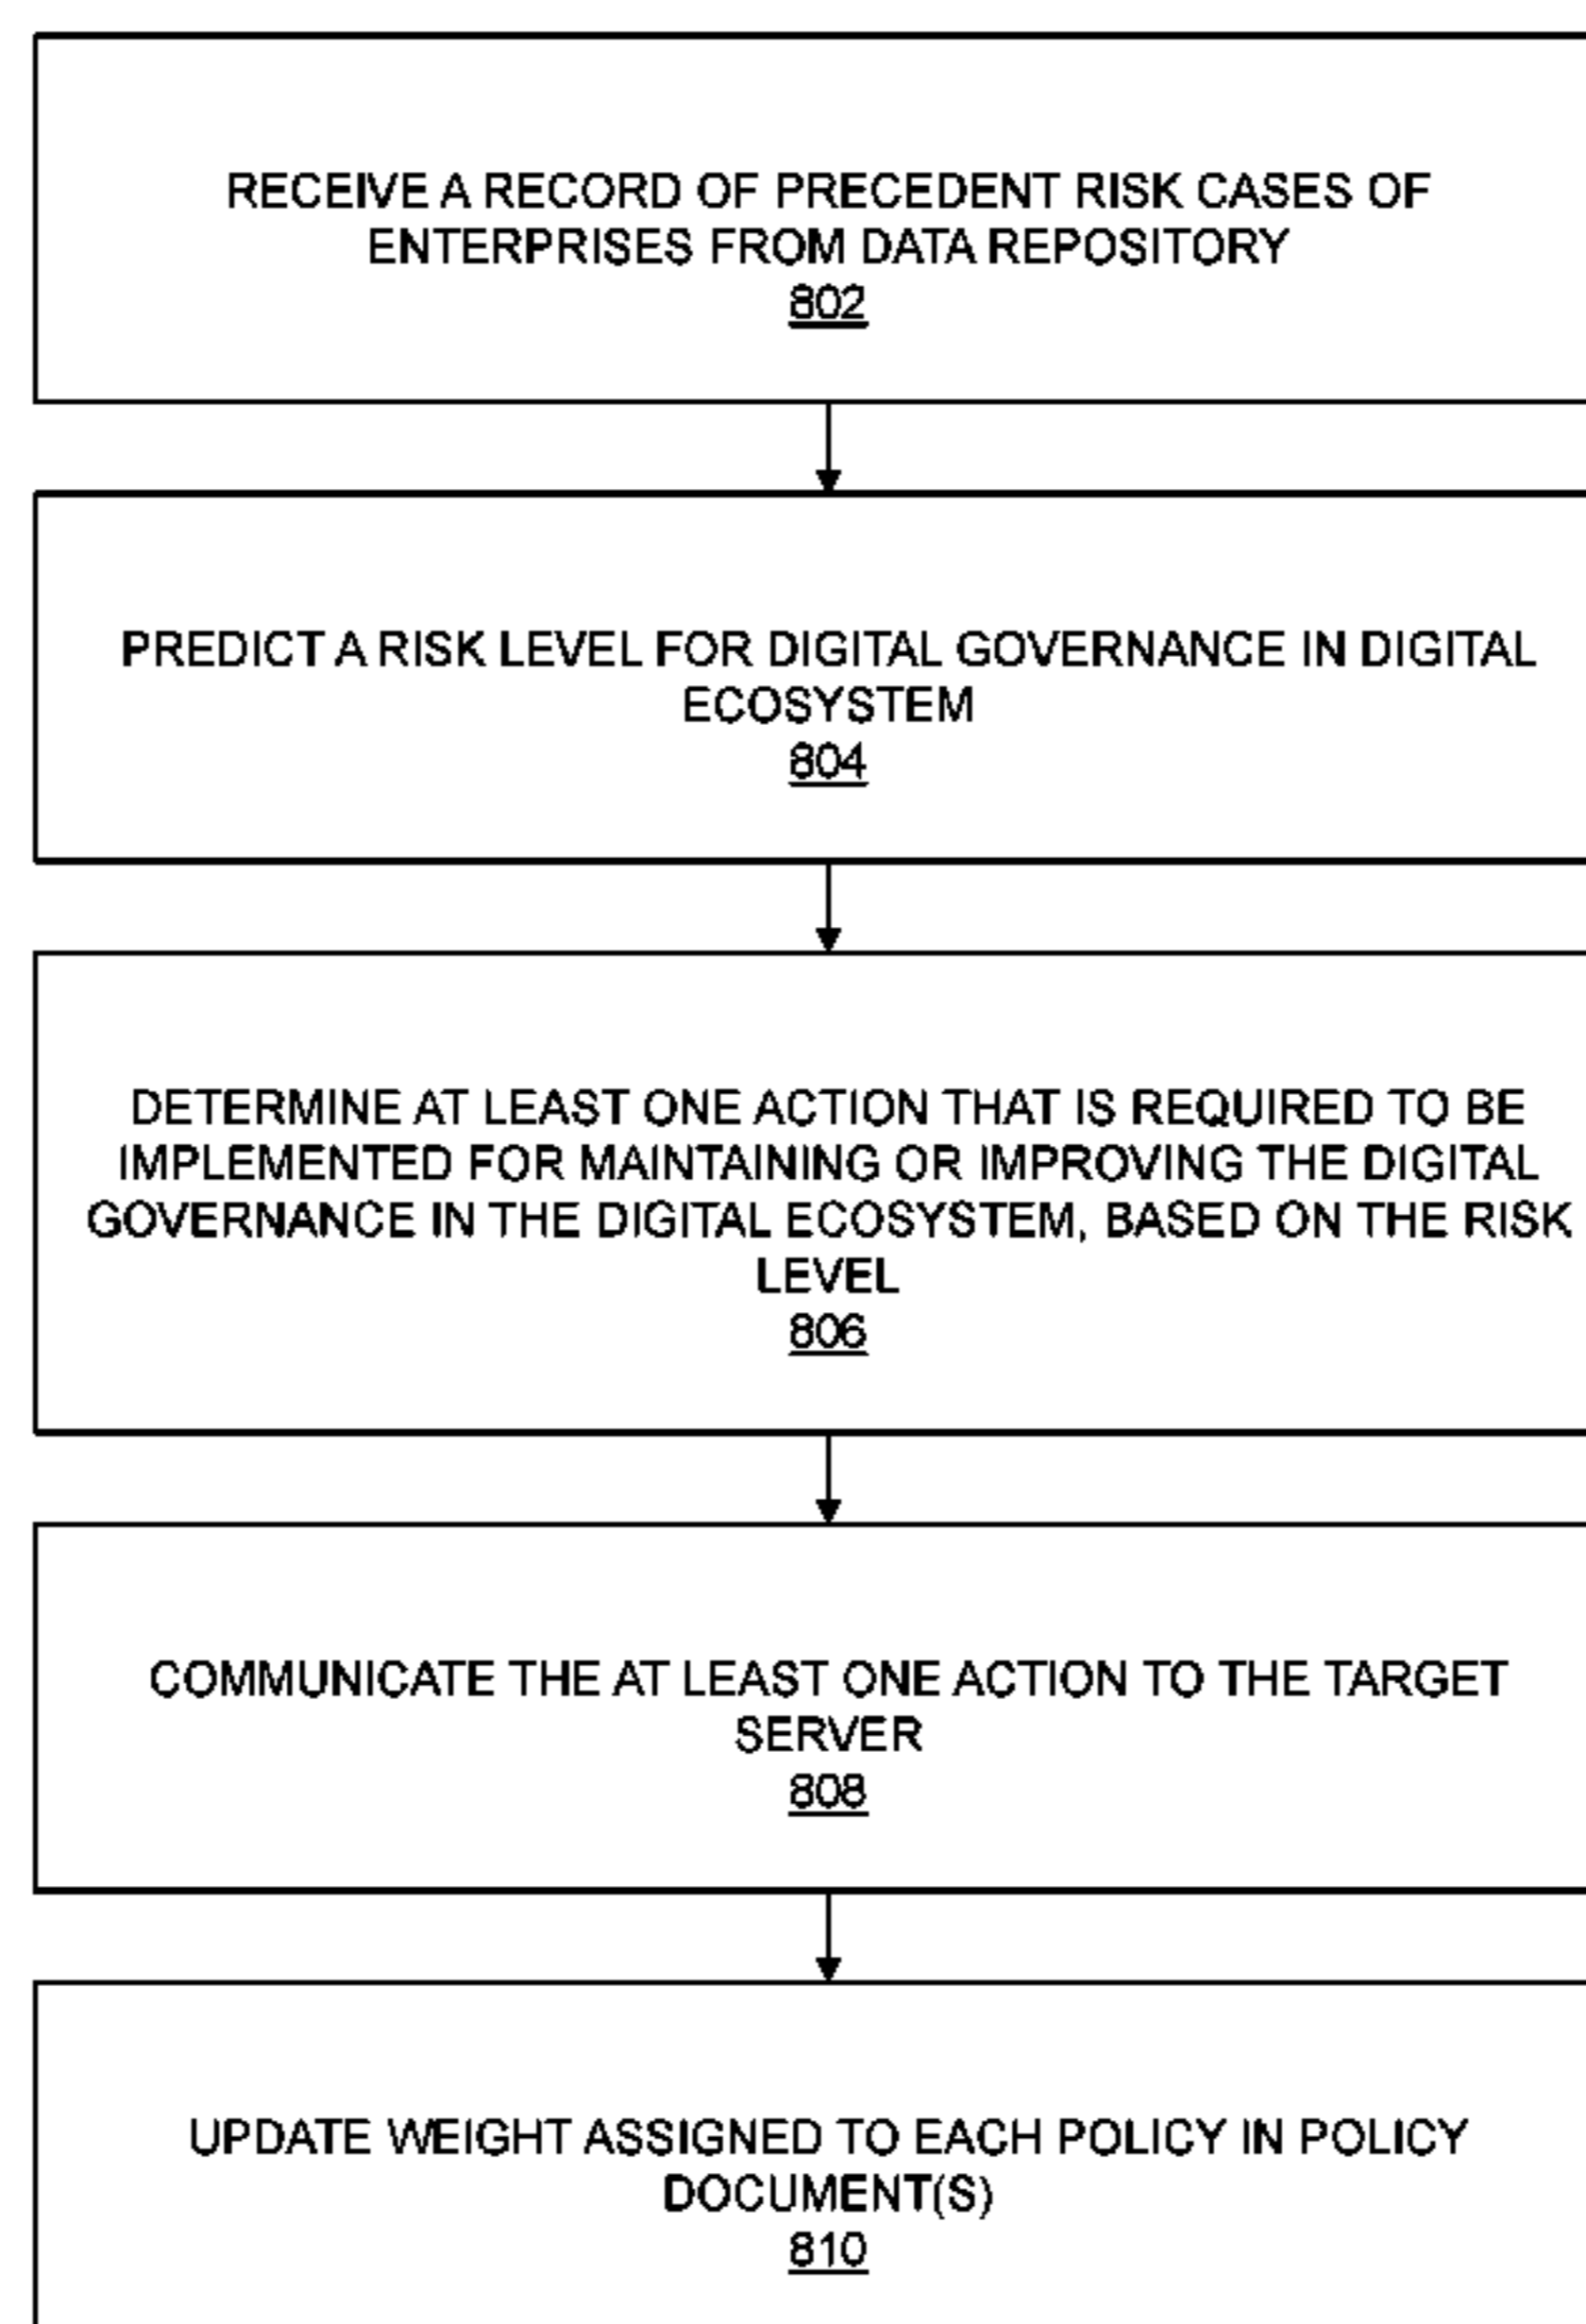 RECEIVE A RECORD OF PRECEDENT RISK CASES OF
ENTERPRISES FROM DATA REPOSITORY
802
PREDICT A RISK LEVEL FOR DIGITAL GOVERNANCE IN DIGITAL
ECOSYSTEM
804
DETERMINE AT LEAST ONE ACTION THAT IS REQUIRED TO BE
IMPLEMENTED FOR MAINTAINING OR IMPROVING THE DIGITAL
GOVERNANCE IN THE DIGITAL ECOSYSTEM, BASED ON THE RISK
LEVEL
806
COMMUNICATE THE AT LEAST ONE ACTION TO THE TARGET
SERVER
808
UPDATE WEIGHT ASSIGNED TO EACH POLICY IN POLICY
DOCUMENT(S)
810